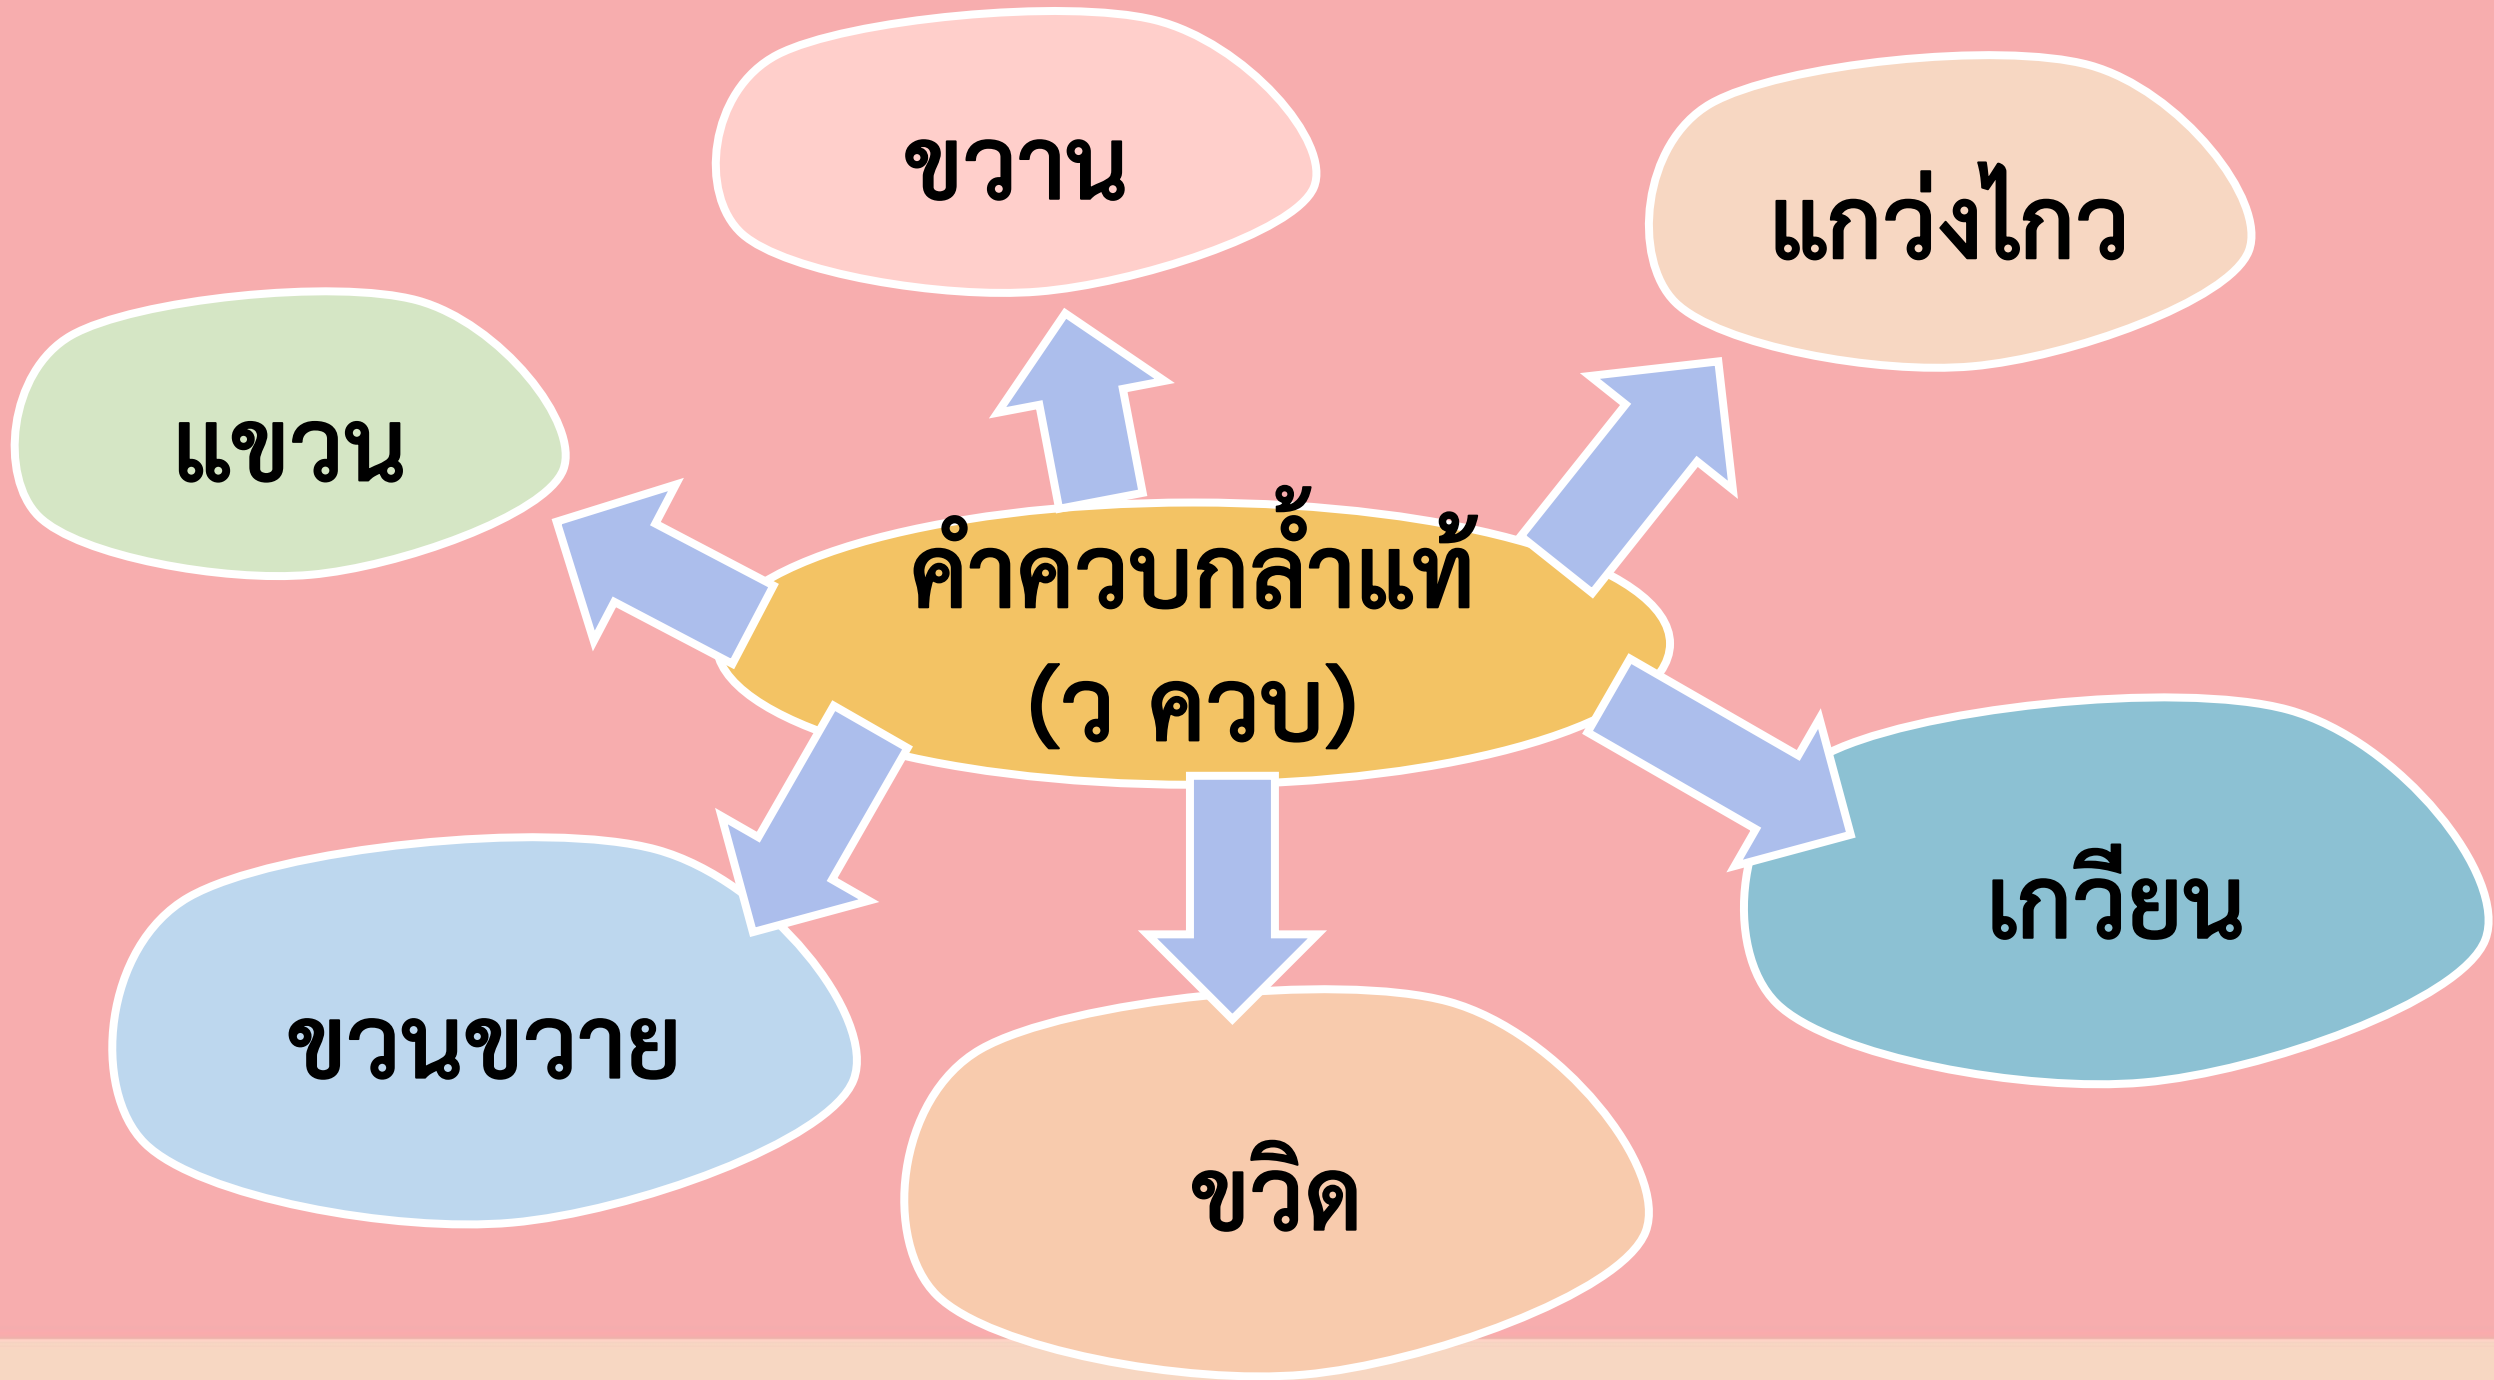 ขวาน
แกว่งไกว
แขวน
คำควบกล้ำแท้
(ว ควบ)
เกวียน
ขวนขวาย
ขวิด